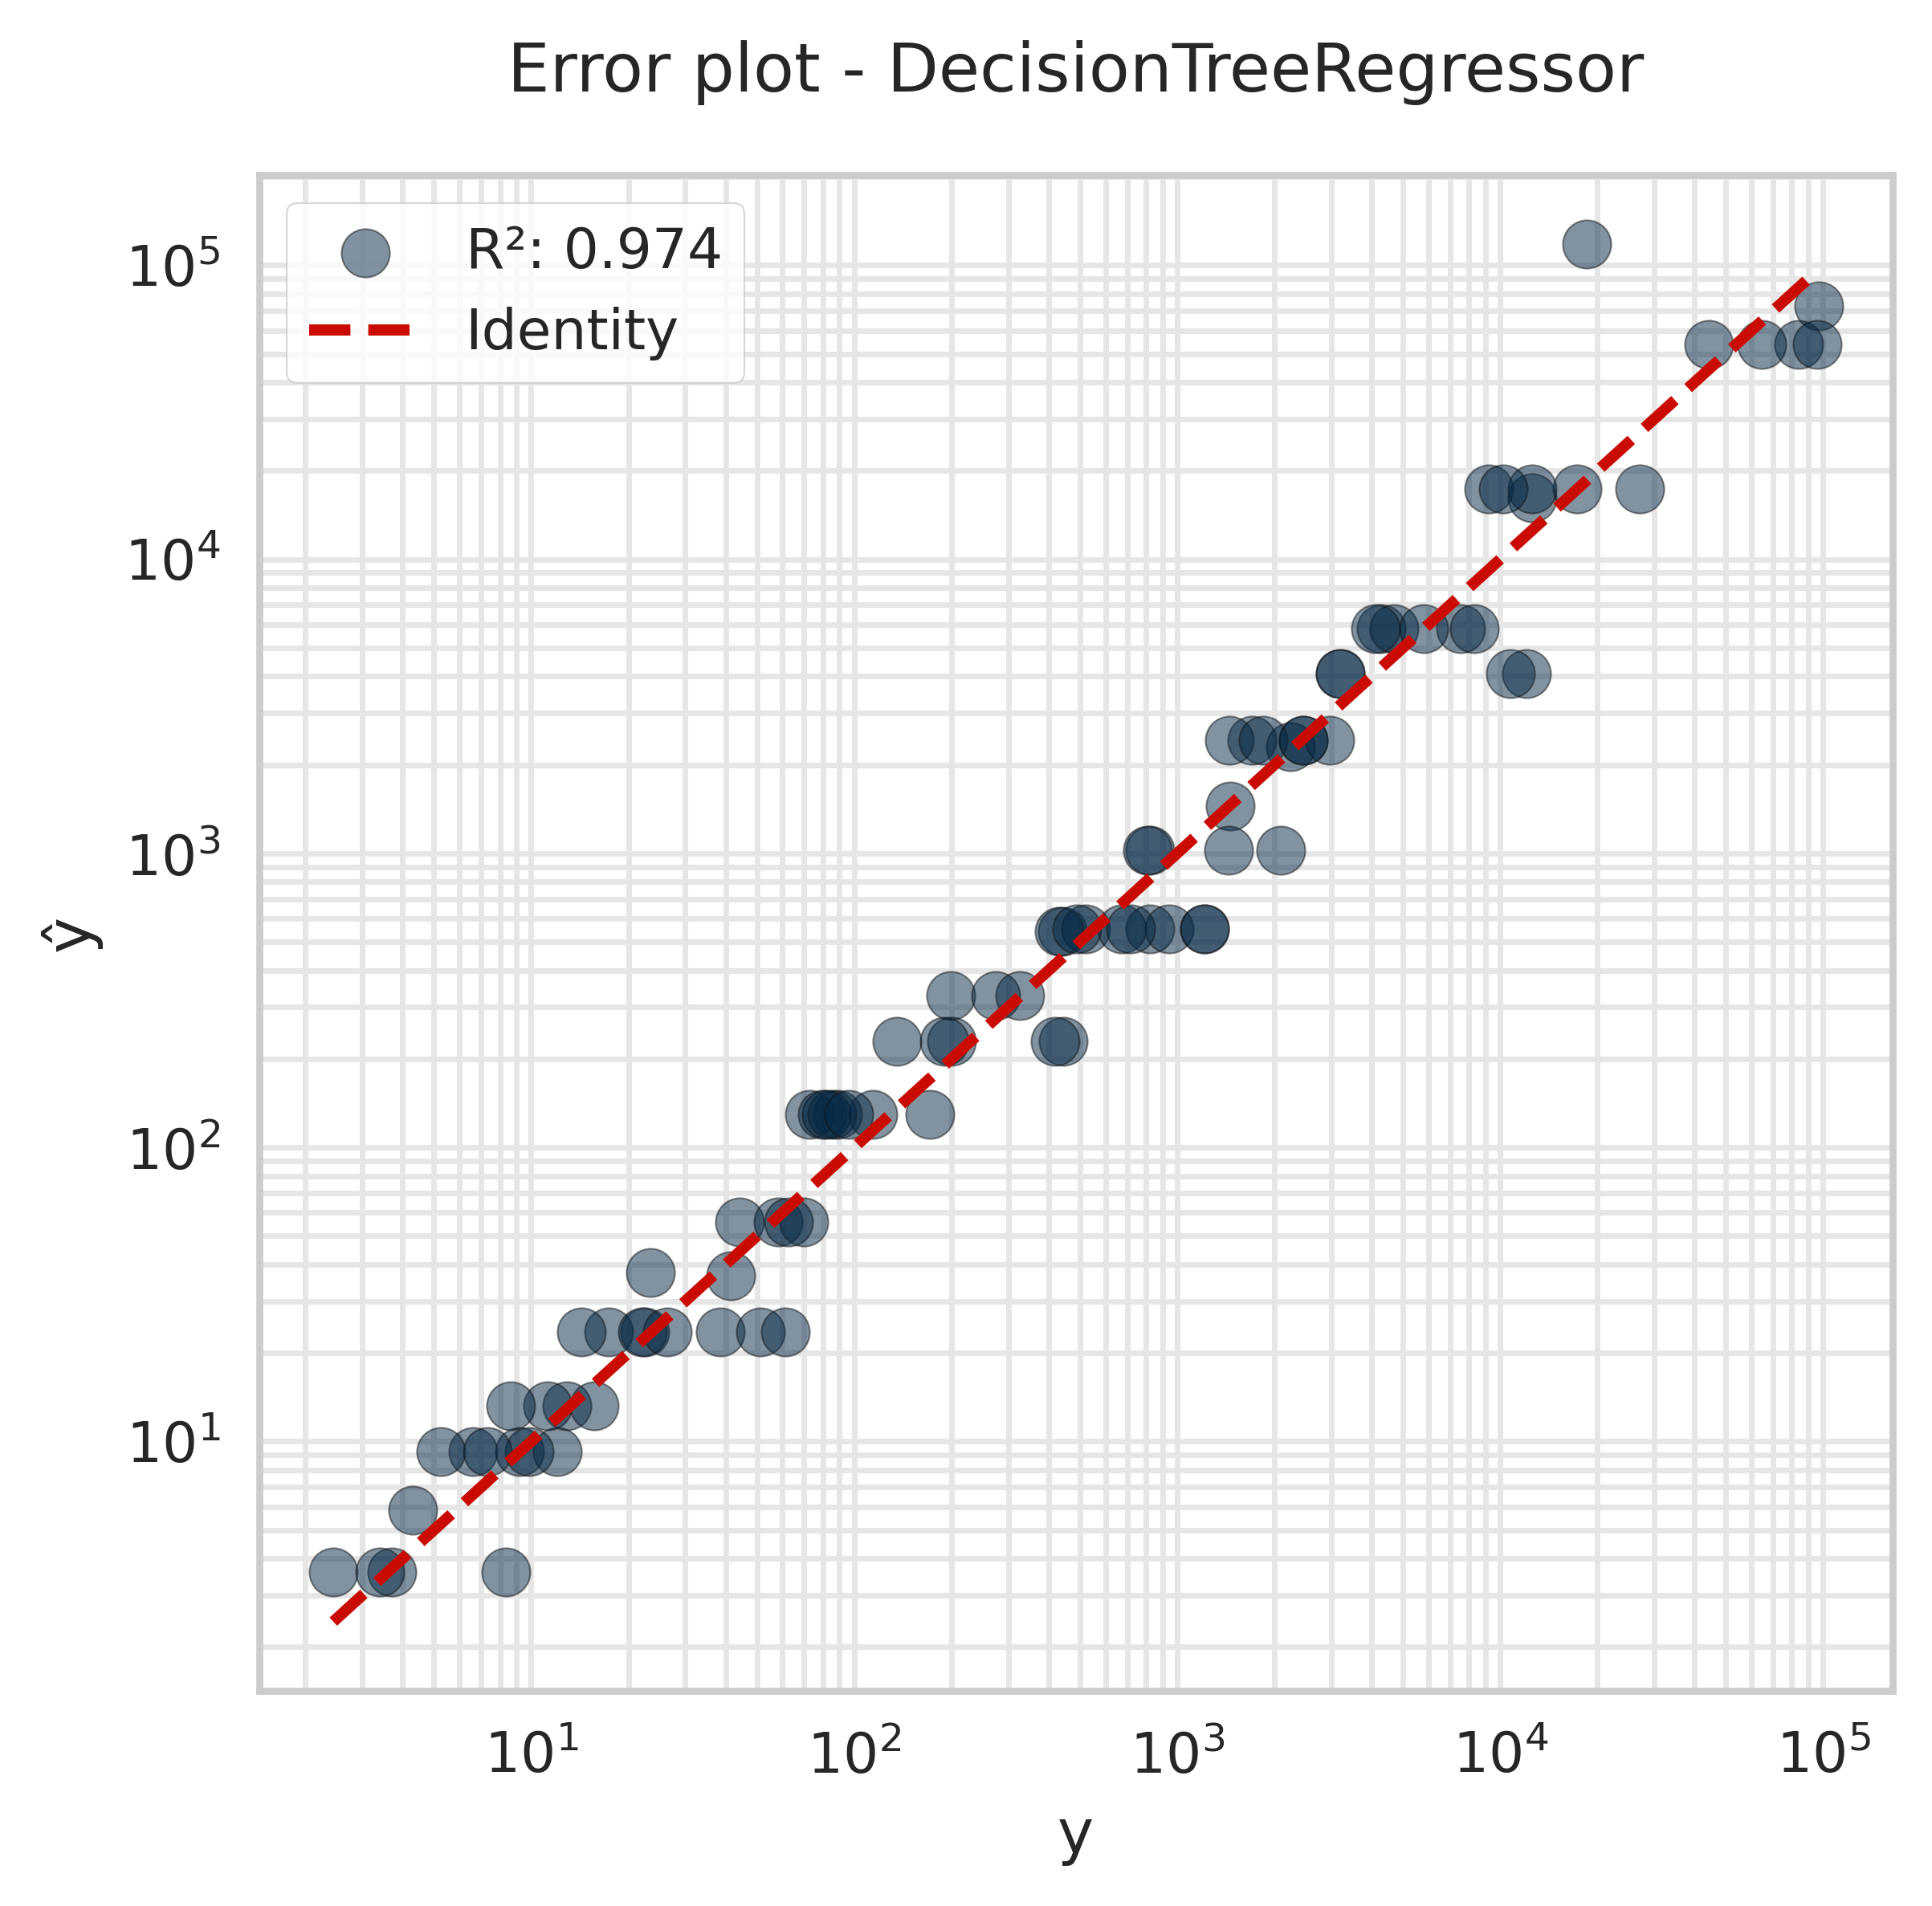 Error plot - DecisionTreeRegressor
R²: 0.974
Identity
10⁵
10⁴
10³
10²
10¹
ŷ
10¹ 10² 10³ 10⁴ 10⁵
y